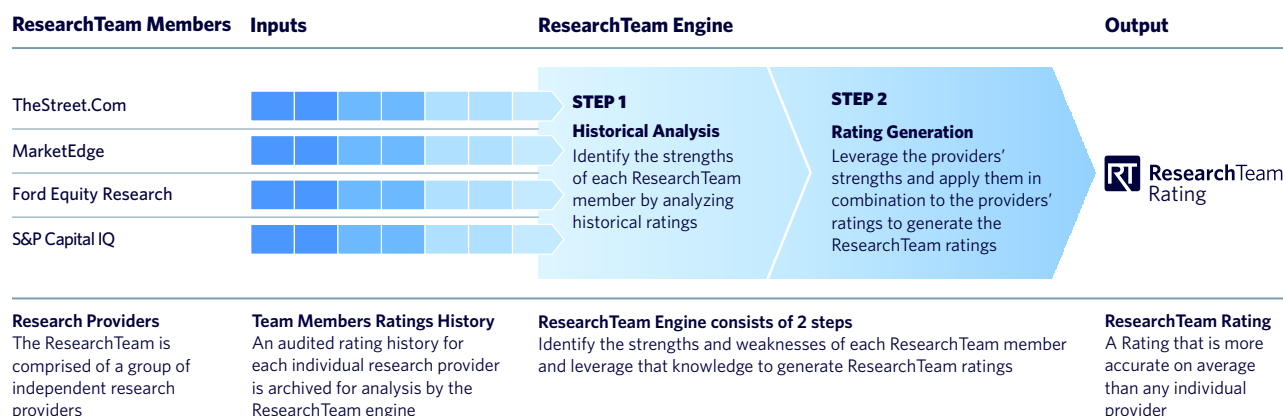 ResearchTeam Members Inputs ResearchTeam Engine Output
TheStreet.Com
MarketEdge
Ford Equity Research
S&P Capital IQ
STEP 1
Historical Analysis
Identify the strengths
of each ResearchTeam
member by analyzing
historical ratings
STEP 2
Rating Generation
Leverage the providers'
strengths and apply them in
combination to the providers'
ratings to generate the
ResearchTeam ratings
RT ResearchTeam
Rating
Research Providers
The ResearchTeam is
comprised of a group of
independent research
providers
Team Members Ratings History
An audited rating history for
each individual research provider
is archived for analysis by the
ResearchTeam engine
ResearchTeam Engine consists of 2 steps
Identify the strengths and weaknesses of each ResearchTeam member
and leverage that knowledge to generate ResearchTeam ratings
ResearchTeam Rating
A Rating that is more
accurate on average
than any individual
provider